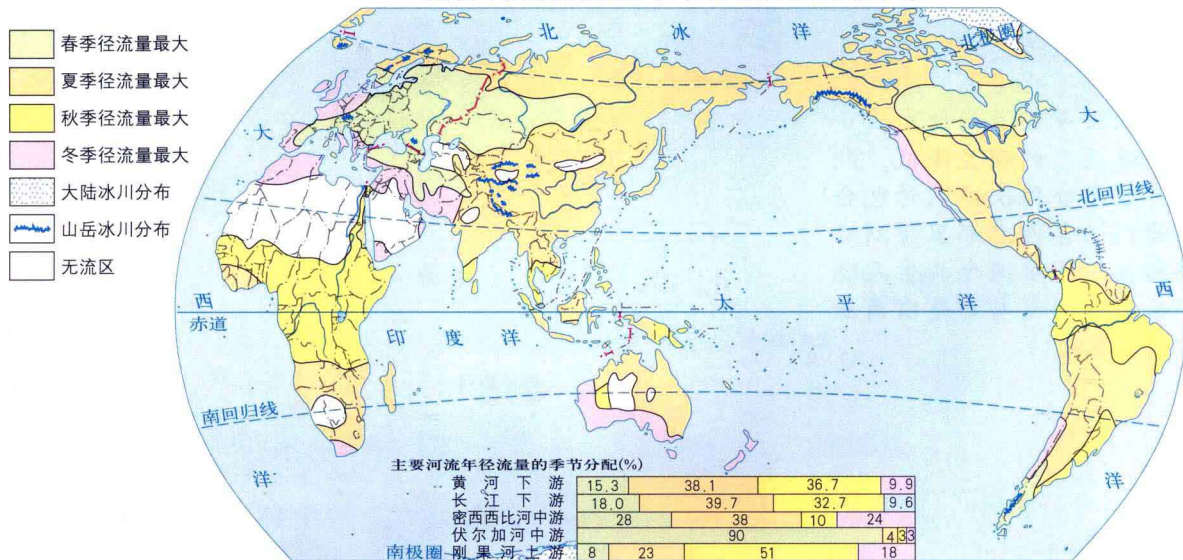 春季径流量最大
夏季径流量最大
秋季径流量最大
冬季径流量最大
大陆冰川分布
山岳冰川分布
无流区
北 冰 洋
北极圈
大
大
北回归线
西
太 平 洋
西
赤道
印 度 洋
南回归线
洋
洋
南极圈
主要河流年径流量的季节分配(%)
黄河下游 15.3 38.1 36.7 9.9
长江下游 18.0 39.7 32.7 9.6
密西西比河中游 28 38 10 24
伏尔加河中游 90 4 3 3
刚果河上游 8 23 51 18